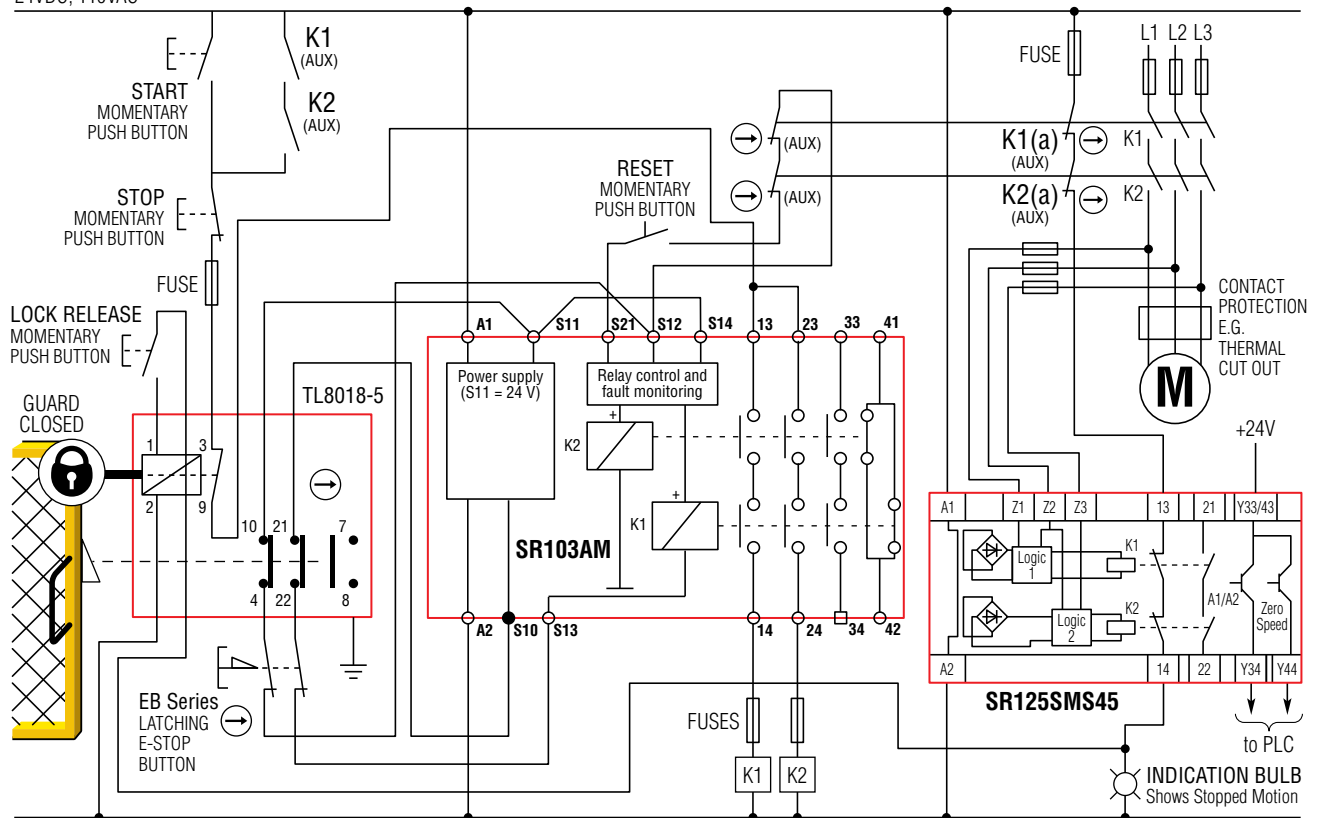 K1
(AUX)
START
MOMENTARY
PUSH BUTTON
K2
(AUX)
STOP
MOMENTARY
PUSH BUTTON
FUSE
LOCK RELEASE
MOMENTARY
PUSH BUTTON
GUARD
CLOSED
TL8018-5
1
2
3
9
10
21
7
4
22
8
EB Series
LATCHING
E-STOP
BUTTON
RESET
MOMENTARY
PUSH BUTTON
(AUX)
(AUX)
A1
S11
S21
S12
S14
13
23
33
41
Power supply
(S11 = 24 V)
Relay control and
fault monitoring
+
K2
+
K1
SR103AM
A2
S10
S13
14
24
34
42
FUSES
K1
K2
FUSE
L1 L2 L3
K1(a)
(AUX)
K1
K2(a)
(AUX)
K2
CONTACT
PROTECTION
E.G.
THERMAL
CUT OUT
M
+24V
A1
Z1
Z2
Z3
13
21
Y33/43
Logic
1
K1
Logic
2
K2
A1/A2
Zero
Speed
A2
14
22
Y34
Y44
SR125SMS45
to PLC
INDICATION BULB
Shows Stopped Motion